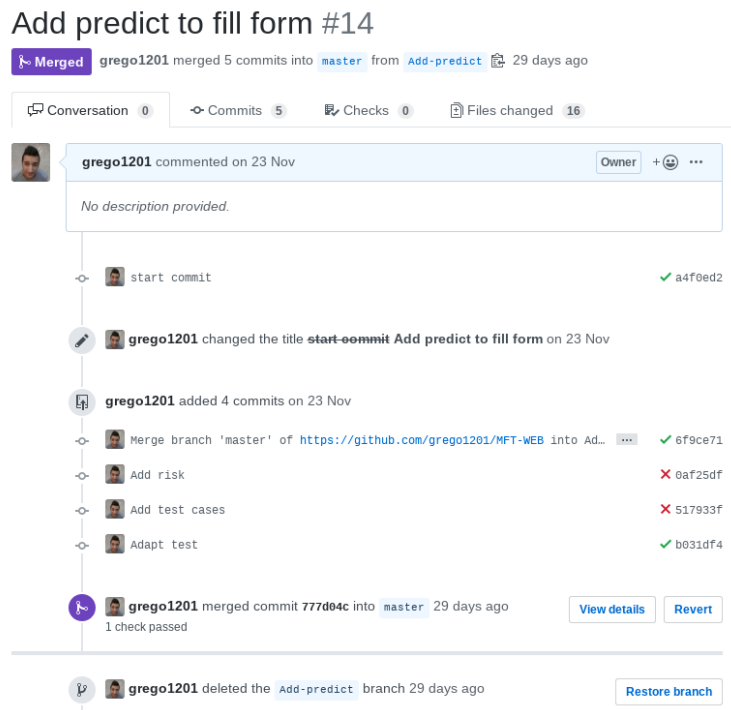 Add predict to fill form #14
Merged grego1201 merged 5 commits into master from Add-predict 29 days ago
Conversation 0 Commits 5 Checks 0 Files changed 16
grego1201 commented on 23 Nov Owner
No description provided.
start commit a4f0ed2
grego1201 changed the title start commit Add predict to fill form on 23 Nov
grego1201 added 4 commits on 23 Nov
Merge branch 'master' of https://github.com/grego1201/MFT-WEB into Ad… … 6f9ce71
Add risk 0af25df
Add test cases 517933f
Adapt test b031df4
grego1201 merged commit 777d04c into master 29 days ago View details Revert
1 check passed
grego1201 deleted the Add-predict branch 29 days ago Restore branch